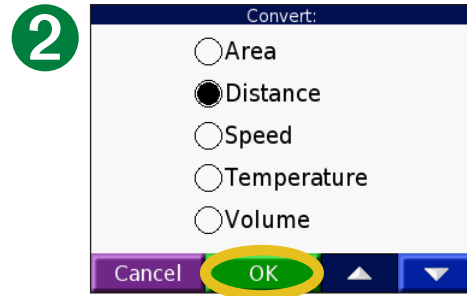 2
Convert:
Area
Distance
Speed
Temperature
Volume
Cancel OK